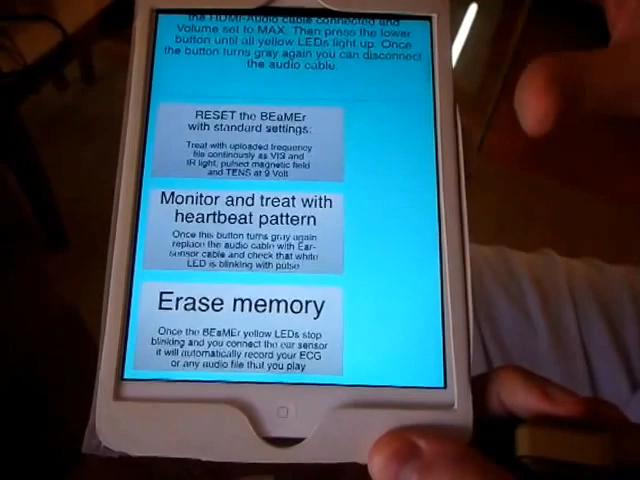 the HDMI-Audio cable connected and
Volume set to MAX. Then press the lower
button until all yellow LEDs light up. Once
the button turns gray again you can disconnect
the audio cable.
RESET the BEaMEr
with standard settings:
Treat with uploaded frequency
file continously as VIS and
IR light, pulsed magnetic field
and TENS at 9 Volt
Monitor and treat with
heartbeat pattern
Once this button turns gray again
replace the audio cable with Ear-
sensor cable and check that white
LED is blinking with pulse
Erase memory
Once the BEaMEr yellow LEDs stop
blinking and you connect the ear sensor
it will automatically record your ECG
or any audio file that you play